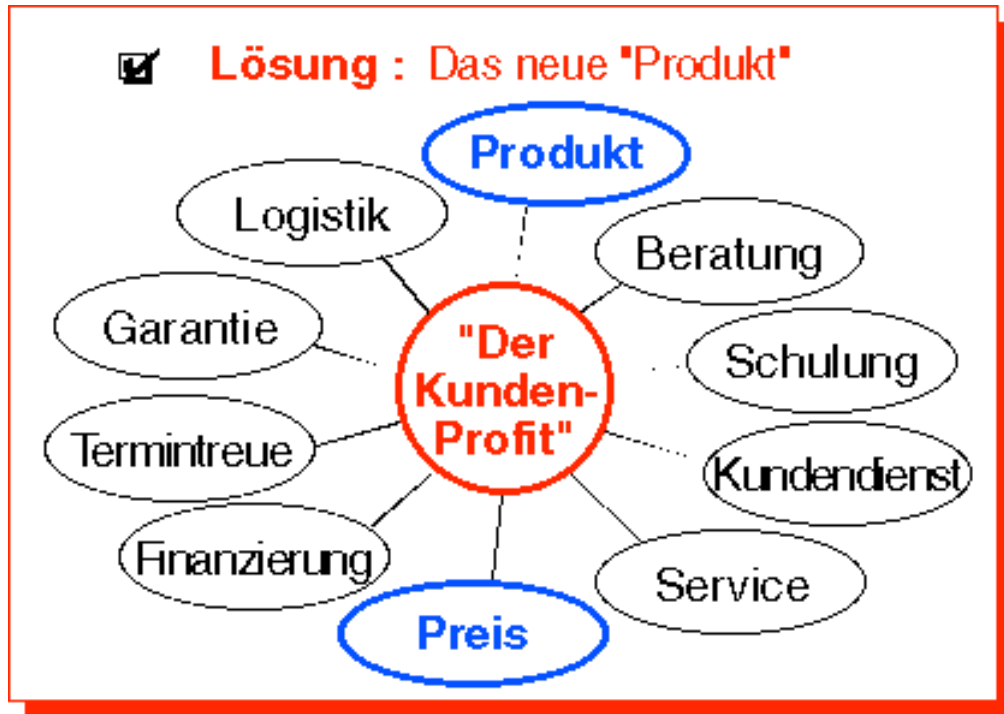 Lösung : Das neue "Produkt"
Produkt
Logistik
Beratung
Garantie
"Der
Kunden-
Profit"
Schulung
Termintreue
Kundendienst
Finanzierung
Service
Preis